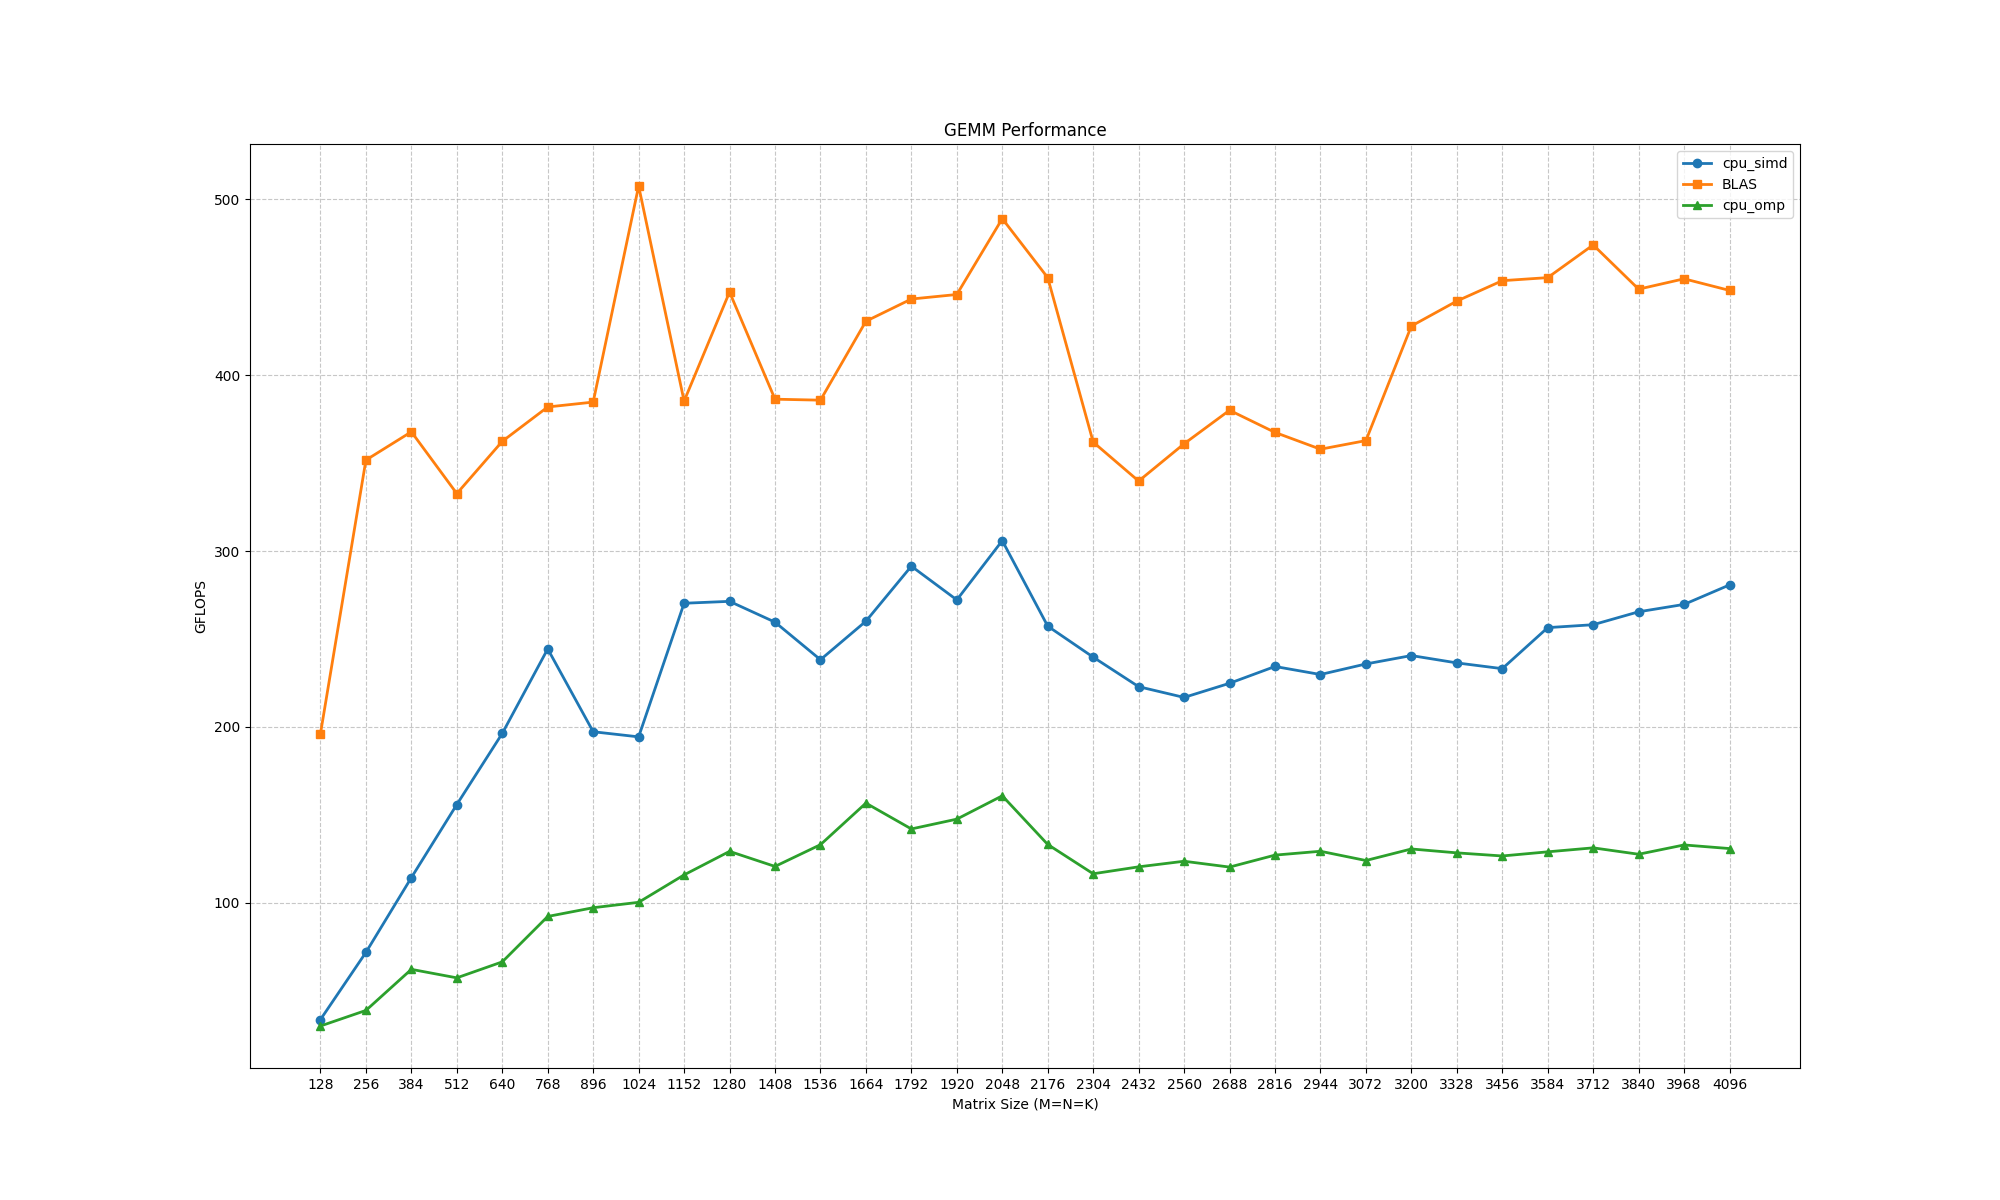 GEMM Performance
cpu_simd
BLAS
cpu_omp
500
400
300
200
100
GFLOPS
128 256 384 512 640 768 896 1024 1152 1280 1408 1536 1664 1792 1920 2048 2176 2304 2432 2560 2688 2816 2944 3072 3200 3328 3456 3584 3712 3840 3968 4096
Matrix Size (M=N=K)